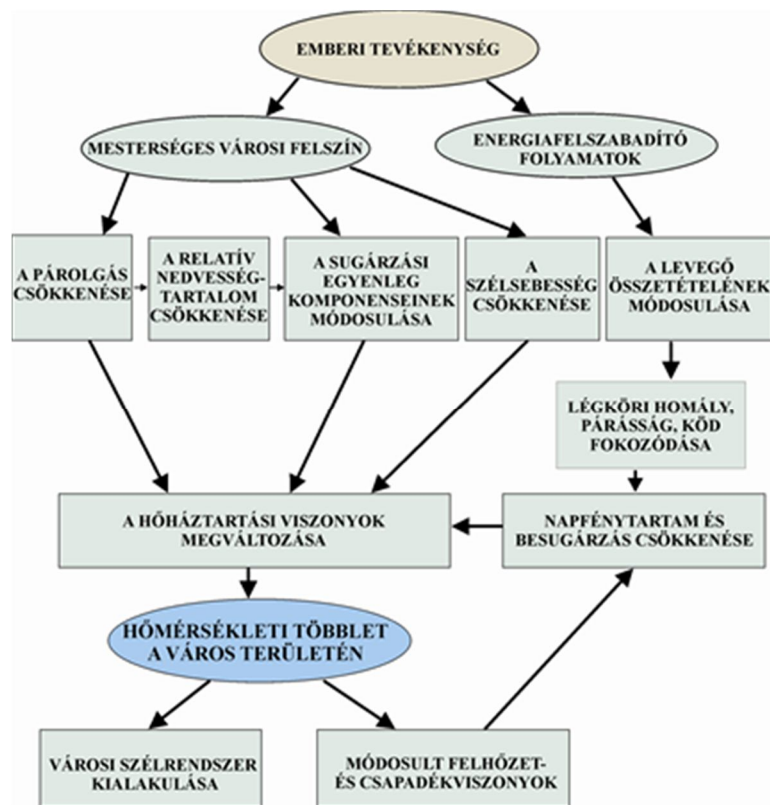 EMBERI TEVÉKENYSÉG
MESTERSÉGES VÁROSI FELSZÍN
ENERGIAFELSZABADÍTÓ
FOLYAMATOK
A PÁROLGÁS
CSÖKKENÉSE
A RELATÍV
NEDVESSÉG-
TARTALOM
CSÖKKENÉSE
A SUGÁRZÁSI
EGYENLEG
KOMPONENSEINEK
MÓDOSULÁSA
A
SZÉLSEBESSÉG
CSÖKKENÉSE
A LEVEGŐ
ÖSSZETÉTELÉNEK
MÓDOSULÁSA
LÉGKÖRI HOMÁLY,
PÁRÁSSÁG, KÖD
FOKOZÓDÁSA
A HŐHÁZTARTÁSI VISZONYOK
MEGVÁLTOZÁSA
NAPFÉNYTARTAM ÉS
BESUGÁRZÁS CSÖKKENÉSE
HŐMÉRSÉKLETI TÖBBLET
A VÁROS TERÜLETÉN
VÁROSI SZÉLRENDSZER
KIALAKULÁSA
MÓDOSULT FELHŐZET-
ÉS CSAPADÉKVISZONYOK